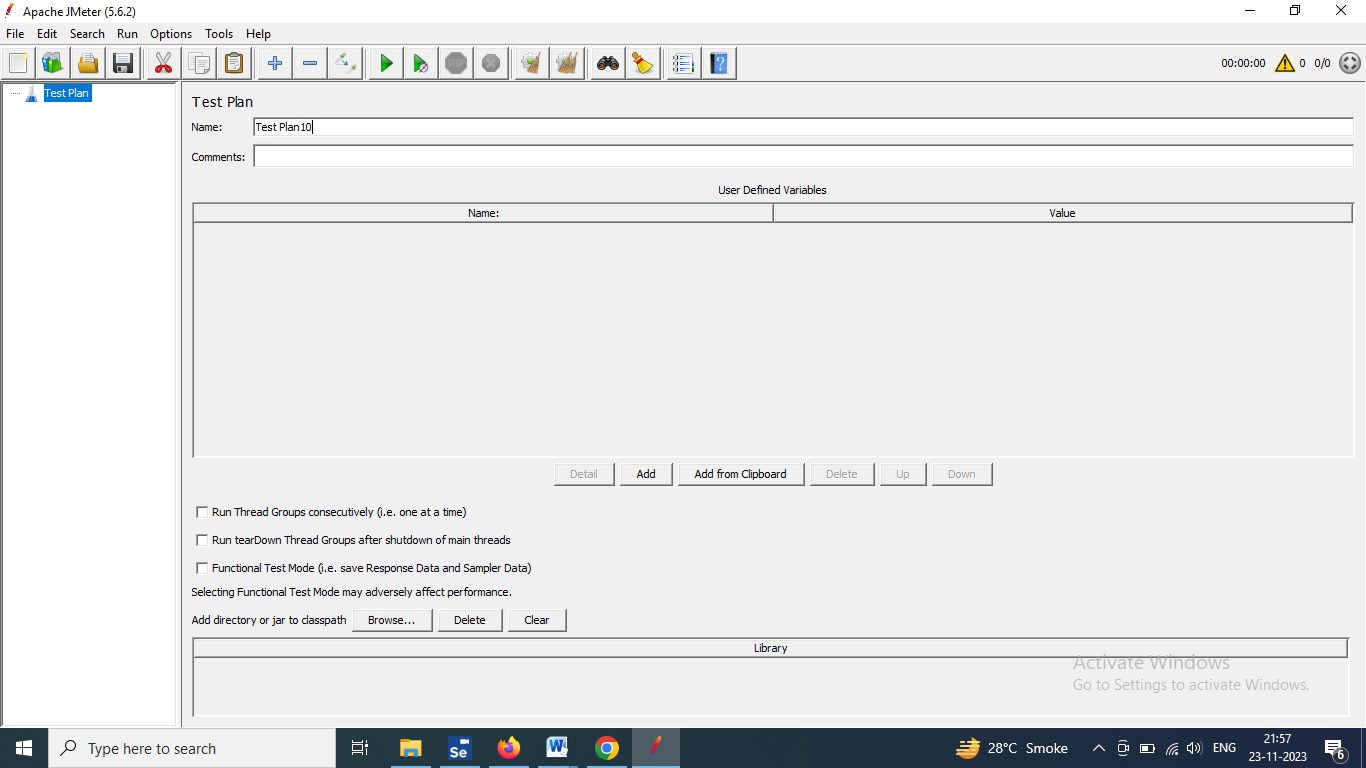 Apache JMeter (5.6.2)
File Edit Search Run Options Tools Help
STOP
00:00:00 0 0/0
Test Plan
Test Plan
Name: Test Plan10
Comments:
User Defined Variables
Name: Value
Detail Add Add from Clipboard Delete Up Down
Run Thread Groups consecutively (i.e. one at a time)
Run tearDown Thread Groups after shutdown of main threads
Functional Test Mode (i.e. save Response Data and Sampler Data)
Selecting Functional Test Mode may adversely affect performance.
Add directory or jar to classpath Browse... Delete Clear
Library
Activate Windows
Go to Settings to activate Windows.
Type here to search Se W 28°C Smoke ENG 21:57
23-11-2023 6